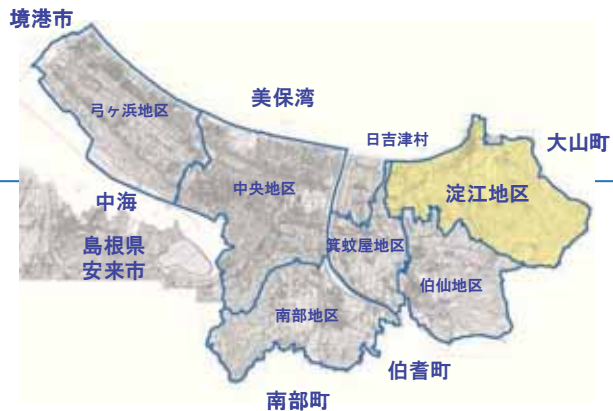 境港市
弓ヶ浜地区
美保湾
日吉津村
大山町
中央地区
淀江地区
中海
島根県
安来市
箕蚊屋地区
伯仙地区
南部地区
伯耆町
南部町